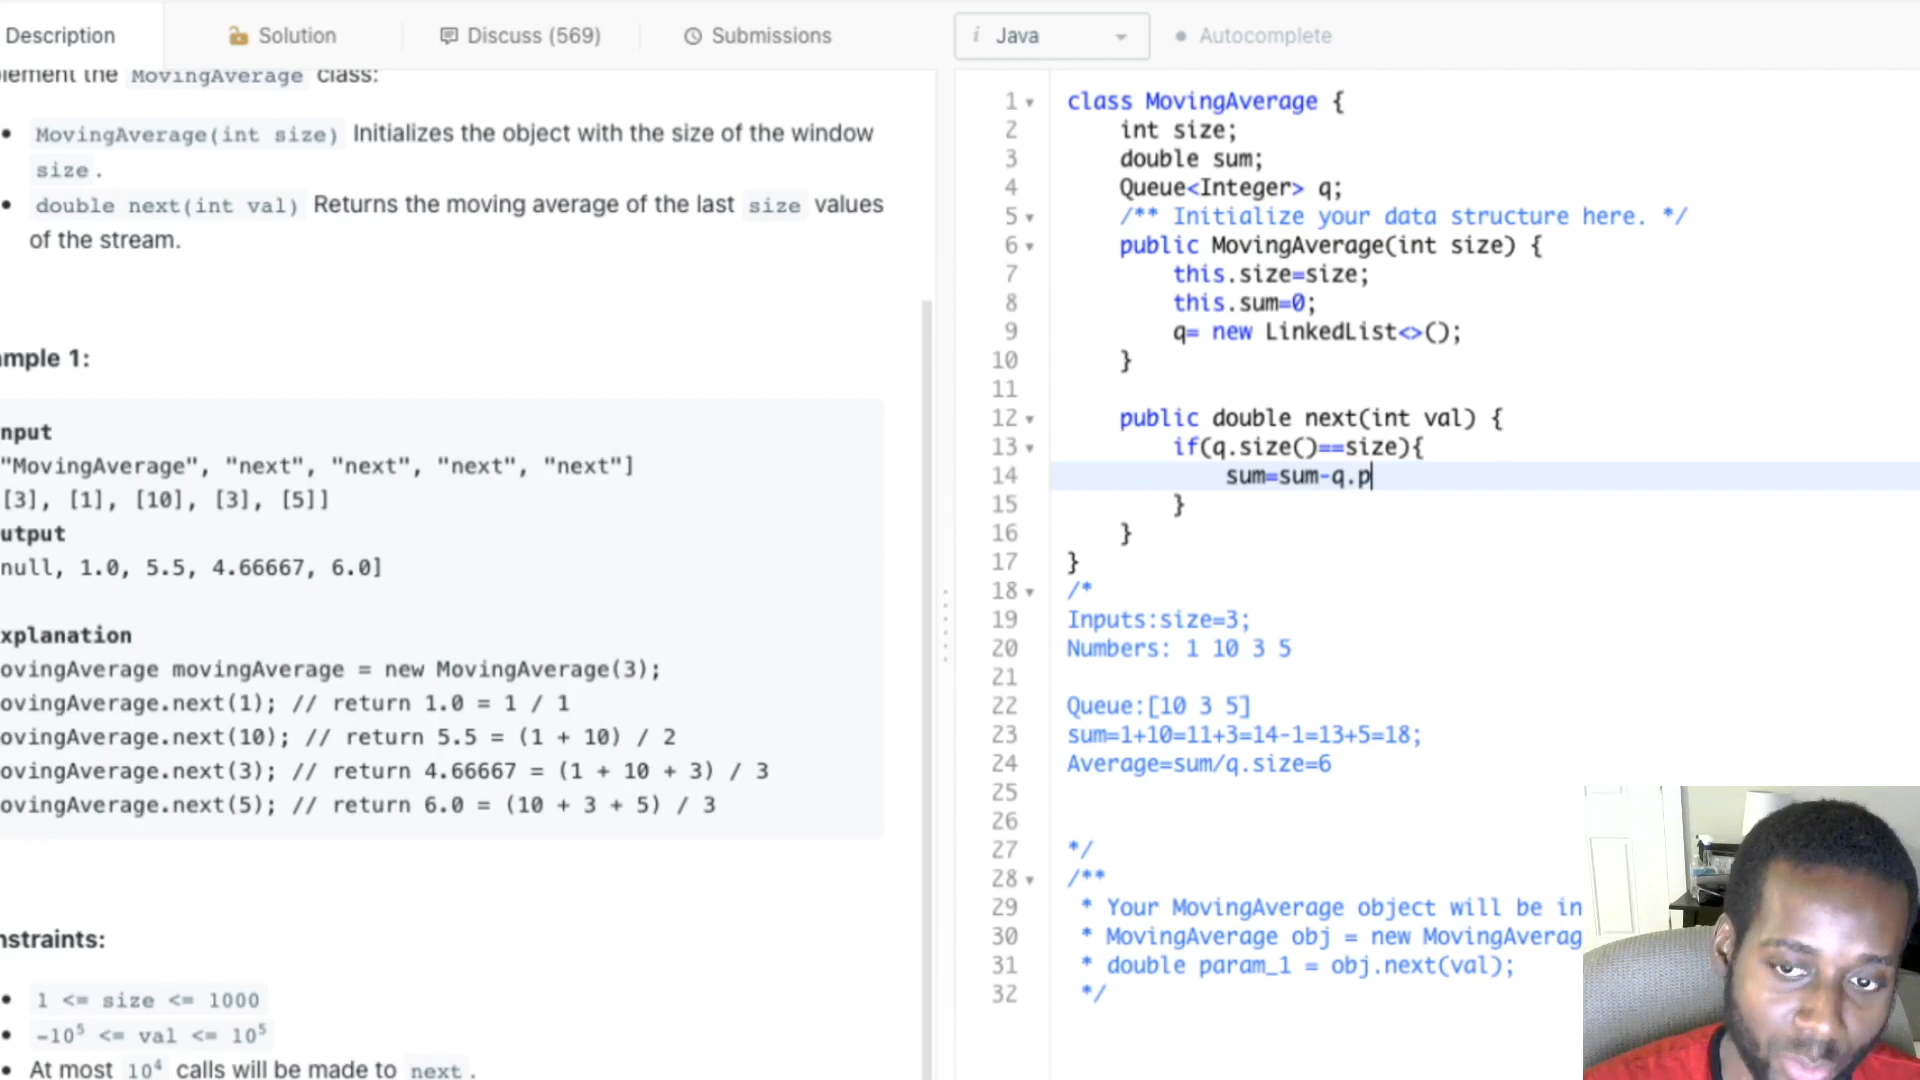 Description
Solution
Discuss (569)
Submissions
i Java
Autocomplete
lement the MovingAverage class:
MovingAverage(int size) Initializes the object with the size of the window
size.
double next(int val) Returns the moving average of the last size values
of the stream.
ample 1:
nput
"MovingAverage", "next", "next", "next", "next"]
[3], [1], [10], [3], [5]]
utput
null, 1.0, 5.5, 4.66667, 6.0]
xplanation
ovingAverage movingAverage = new MovingAverage(3);
ovingAverage.next(1); // return 1.0 = 1 / 1
ovingAverage.next(10); // return 5.5 = (1 + 10) / 2
ovingAverage.next(3); // return 4.66667 = (1 + 10 + 3) / 3
ovingAverage.next(5); // return 6.0 = (10 + 3 + 5) / 3
nstraints:
1 <= size <= 1000
-10⁵ <= val <= 10⁵
At most 10⁴ calls will be made to next.
1 class MovingAverage {
2 int size;
3 double sum;
4 Queue<Integer> q;
5 /** Initialize your data structure here. */
6 public MovingAverage(int size) {
7 this.size=size;
8 this.sum=0;
9 q= new LinkedList<>();
10 }
11
12 public double next(int val) {
13 if(q.size()==size){
14 sum=sum-q.p
15 }
16 }
17 }
18 /*
19 Inputs:size=3;
20 Numbers: 1 10 3 5
21
22 Queue:[10 3 5]
23 sum=1+10=11+3=14-1=13+5=18;
24 Average=sum/q.size=6
25
26
27 */
28 /**
29 * Your MovingAverage object will be in
30 * MovingAverage obj = new MovingAverag
31 * double param_1 = obj.next(val);
32 */